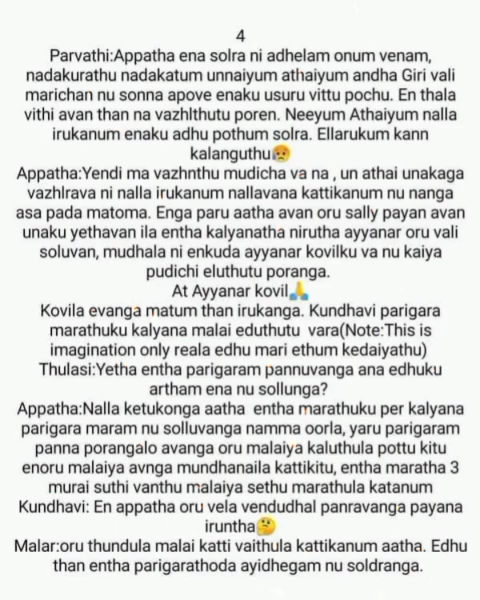 4
Parvathi:Appatha ena solra ni adhelam onum venam,
nadakurathu nadakatum unnaiyum athaiyum andha Giri vali
marichan nu sonna apove enaku usuru vittu pochu. En thala
vithi avan than na vazhlthutu poren. Neeyum Athaiyum nalla
irukanum enaku adhu pothum solra. Ellarukum kann
kalanguthu😥
Appatha:Yendi ma vazhnthu mudicha va na , un athai unakaga
vazhlrava ni nalla irukanum nallavana kattikanum nu nanga
asa pada matoma. Enga paru aatha avan oru sally payan avan
unaku yethavan ila entha kalyanatha nirutha ayyanar oru vali
soluvan, mudhala ni enkuda ayyanar kovilku va nu kaiya
pudichi eluthutu poranga.
At Ayyanar kovil🙏
Kovila evanga matum than irukanga. Kundhavi parigara
marathuku kalyana malai eduthutu vara(Note:This is
imagination only reala edhu mari ethum kedaiyathu)
Thulasi:Yetha entha parigaram pannuvanga ana edhuku
artham ena nu sollunga?
Appatha:Nalla ketukonga aatha entha marathuku per kalyana
parigara maram nu solluvanga namma oorla, yaru parigaram
panna porangalo avanga oru malaiya kaluthula pottu kitu
enoru malaiya avnga mundhanaila kattikitu, entha maratha 3
murai suthi vanthu malaiya sethu marathula katanum
Kundhavi: En appatha oru vela vendudhal panravanga payana
iruntha🤔
Malar:oru thundula malai katti vaithula kattikanum aatha. Edhu
than entha parigarathoda ayidhegam nu soldranga.